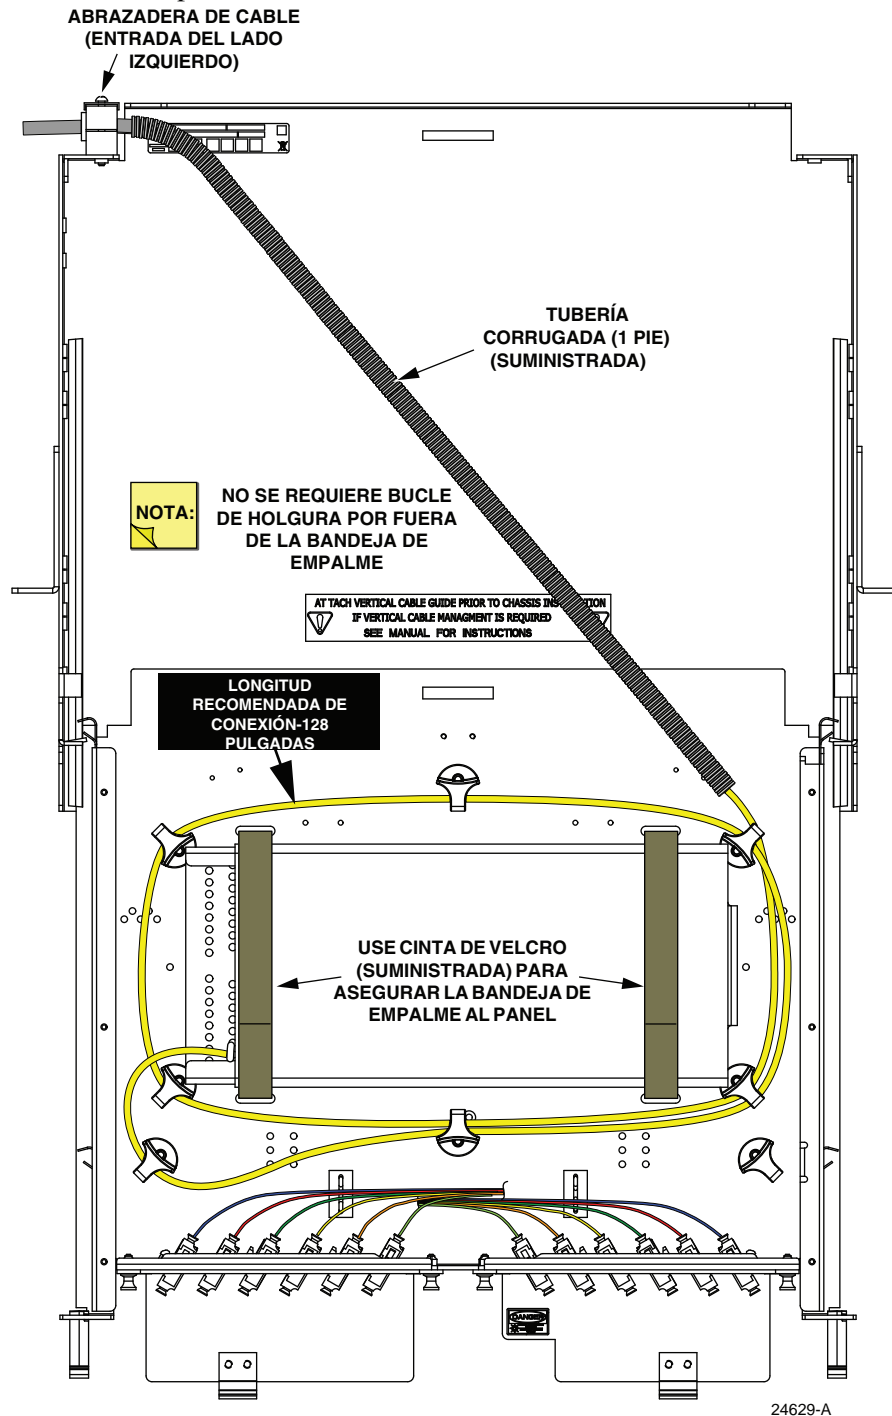 ABRAZADERA DE CABLE
(ENTRADA DEL LADO
IZQUIERDO)
TUBERÍA
CORRUGADA (1 PIE)
(SUMINISTRADA)
NOTA:
NO SE REQUIERE BUCLE
DE HOLGURA POR FUERA
DE LA BANDEJA DE
EMPALME
AT TACH VERTICAL CABLE GUIDE PRIOR TO CHASSIS
IF VERTICAL CABLE MANAGMENT IS REQUIRED
SEE MANUAL FOR INSTRUCTIONS
LONGITUD
RECOMENDADA DE
CONEXIÓN-128
PULGADAS
USE CINTA DE VELCRO
(SUMINISTRADA) PARA
ASEGURAR LA BANDEJA DE
EMPALME AL PANEL
DANGER
24629-A